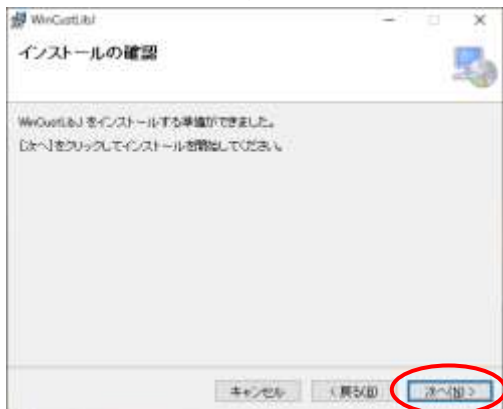 WinCustLibJ
インストールの確認
WinCustLibJ をインストールする準備ができました。
[次へ]をクリックしてインストールを開始してください。
キャンセル
< 戻る(B)
次へ(N) >